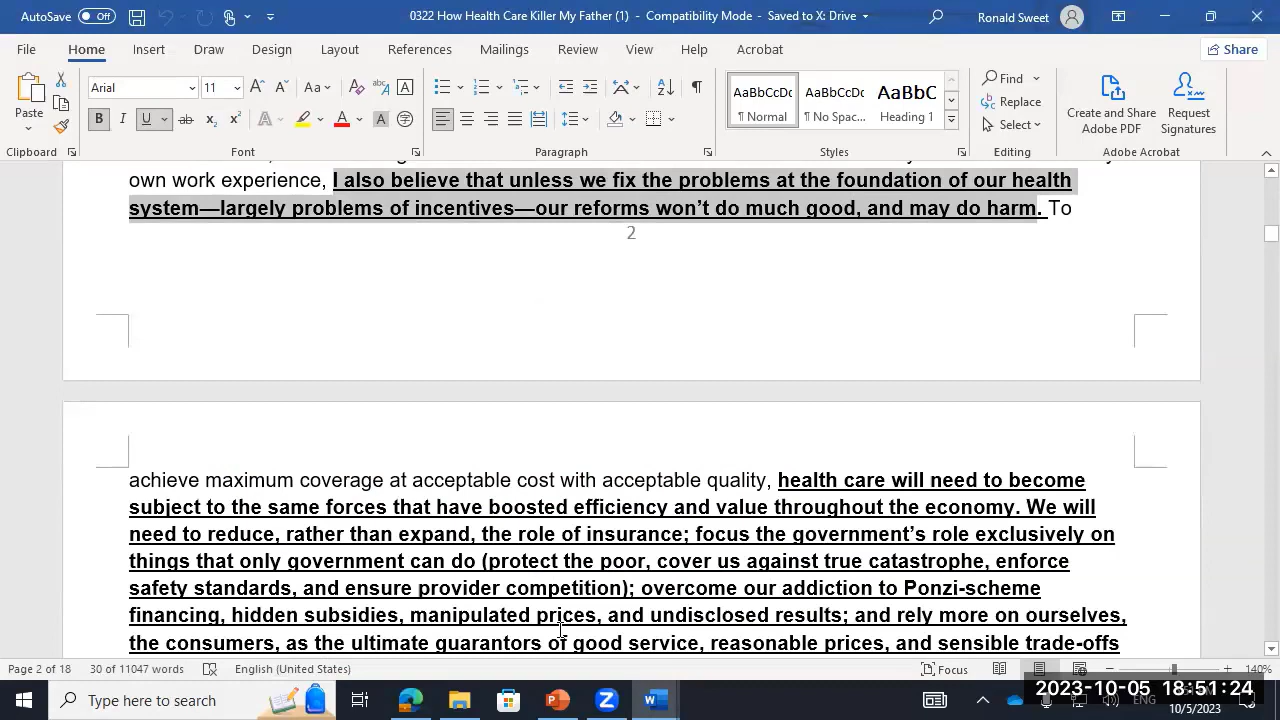 AutoSave Off 0322 How Health Care Killer My Father (1) - Compatibility Mode - Saved to X: Drive Ronald Sweet
File Home Insert Draw Design Layout References Mailings Review View Help Acrobat Share
Paste Arial 11 Aa AaBbCcDc AaBbCcDc AaBbC Find
B I U ab x₂ x² A ¶ Normal ¶ No Spac... Heading 1 Replace Select Create and Share Adobe PDF Request Signatures
Clipboard Font Paragraph Styles Editing Adobe Acrobat
own work experience, I also believe that unless we fix the problems at the foundation of our health
system—largely problems of incentives—our reforms won’t do much good, and may do harm. To
2
achieve maximum coverage at acceptable cost with acceptable quality, health care will need to become
subject to the same forces that have boosted efficiency and value throughout the economy. We will
need to reduce, rather than expand, the role of insurance; focus the government’s role exclusively on
things that only government can do (protect the poor, cover us against true catastrophe, enforce
safety standards, and ensure provider competition); overcome our addiction to Ponzi-scheme
financing, hidden subsidies, manipulated prices, and undisclosed results; and rely more on ourselves,
the consumers, as the ultimate guarantors of good service, reasonable prices, and sensible trade-offs
Page 2 of 18 30 of 11047 words English (United States) Focus 140%
Type here to search ENG 2023-10-05 18:51:24
10/5/2023